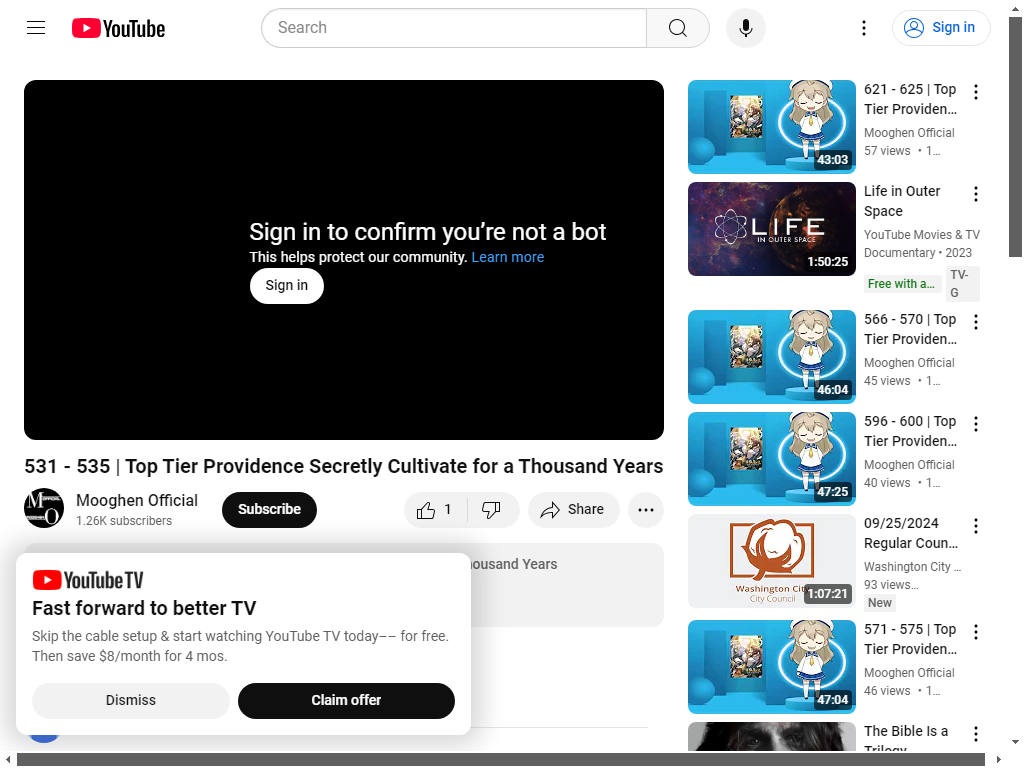 YouTube
Search
Sign in
Sign in to confirm you're not a bot
This helps protect our community. Learn more
Sign in
531 - 535 | Top Tier Providence Secretly Cultivate for a Thousand Years
Mooghen Official
1.26K subscribers
Subscribe
1
Share
housand Years
YouTube TV
Fast forward to better TV
Skip the cable setup & start watching YouTube TV today–– for free.
Then save $8/month for 4 mos.
Dismiss
Claim offer
43:03
621 - 625 | Top
Tier Providen...
Mooghen Official
57 views • 1...
LIFE
IN OUTER SPACE
1:50:25
Life in Outer
Space
YouTube Movies & TV
Documentary • 2023
Free with a...
TV-
G
46:04
566 - 570 | Top
Tier Providen...
Mooghen Official
45 views • 1...
47:25
596 - 600 | Top
Tier Providen...
Mooghen Official
40 views • 1...
Washington City
City Council
1:07:21
09/25/2024
Regular Coun...
Washington City ...
93 views...
New
47:04
571 - 575 | Top
Tier Providen...
Mooghen Official
46 views • 1...
The Bible Is a
Trilogy